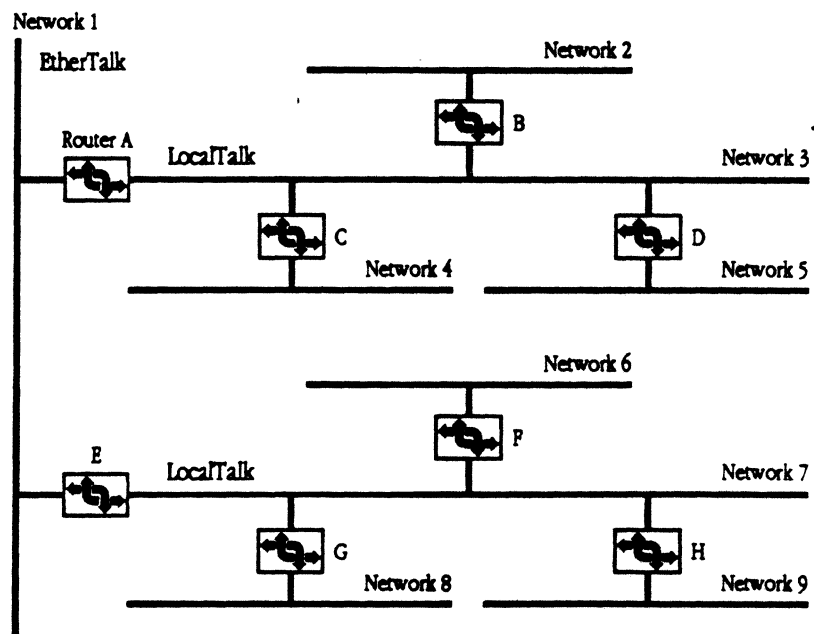 Network 1
EtherTalk
Network 2
B
Router A
LocalTalk
Network 3
C
D
Network 4
Network 5
Network 6
F
E
LocalTalk
Network 7
G
H
Network 8
Network 9